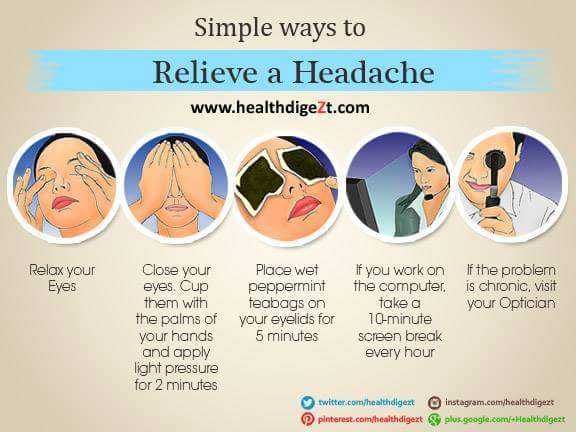 Simple ways to
Relieve a Headache
www.healthdigeZt.com
Relax your
Eyes
Close your
eyes. Cup
them with
the palms of
your hands
and apply
light pressure
for 2 minutes
Place wet
peppermint
teabags on
your eyelids for
5 minutes
If you work on
the computer,
take a
10-minute
screen break
every hour
If the problem
is chronic, visit
your Optician
twitter.com/healthdigezt
instagram.com/healthdigezt
pinterest.com/healthdigezt
plus.google.com/+Healthdigezt